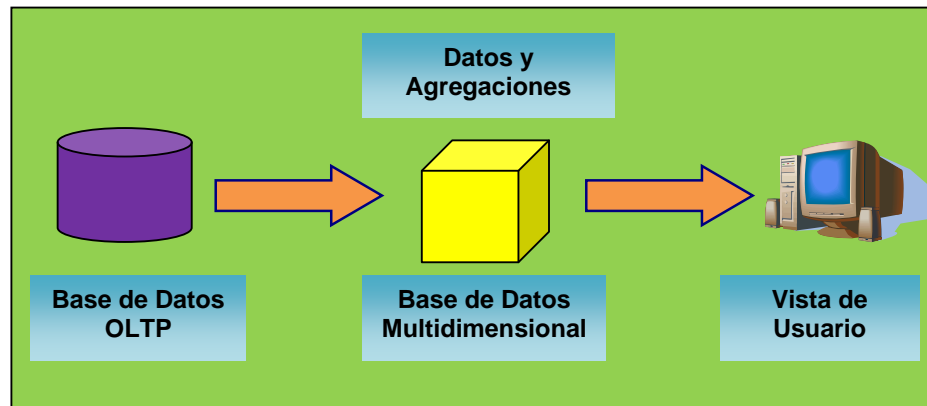 Datos y
Agregaciones
Base de Datos
OLTP
Base de Datos
Multidimensional
Vista de
Usuario